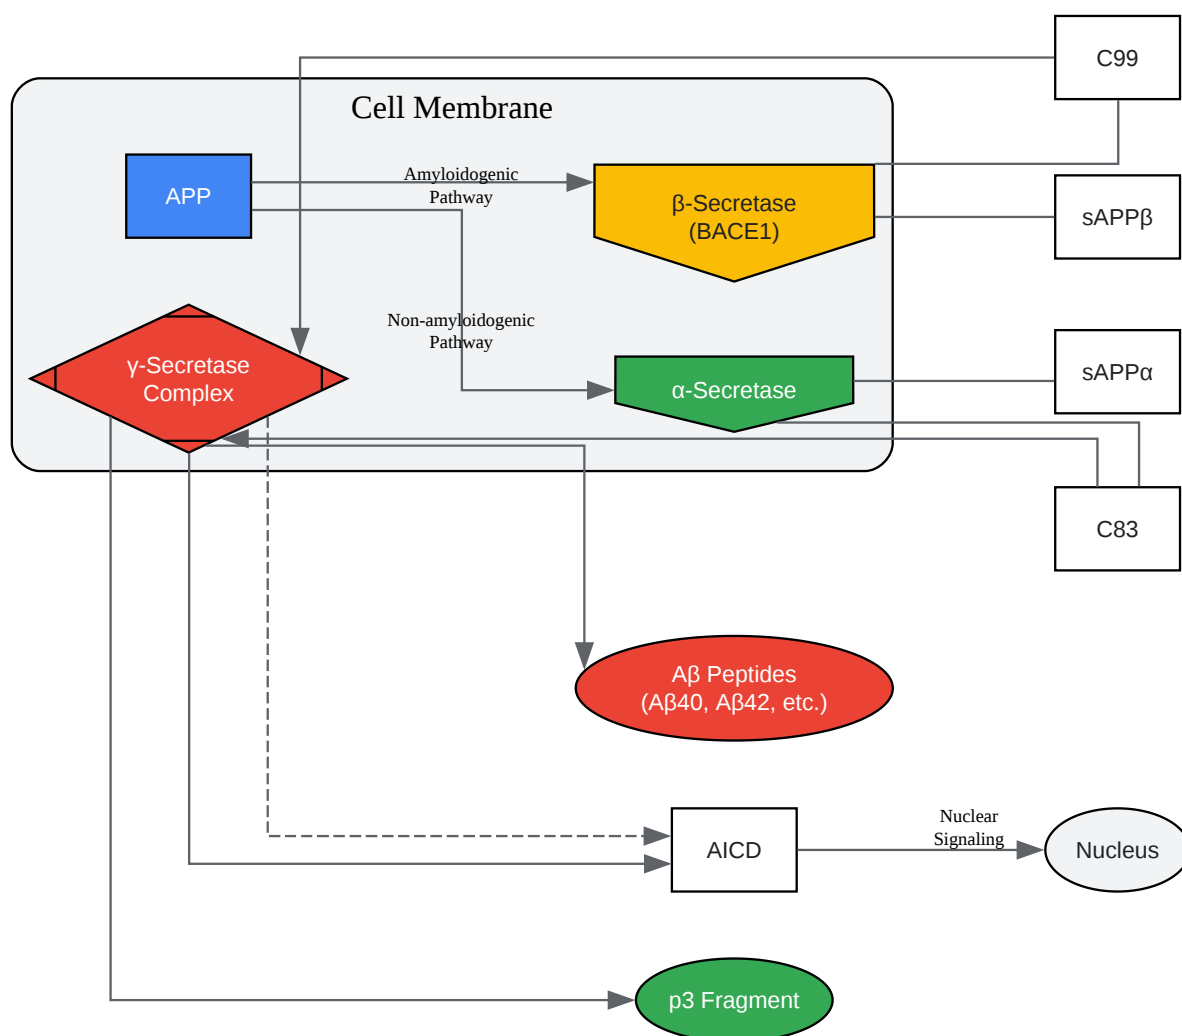 C99
Cell Membrane
APP
Amyloidogenic
Pathway
β-Secretase
(BACE1)
sAPPβ
Non-amyloidogenic
Pathway
γ-Secretase
Complex
α-Secretase
sAPPα
C83
Aβ Peptides
(Aβ40, Aβ42, etc.)
AICD
Nuclear
Signaling
Nucleus
p3 Fragment